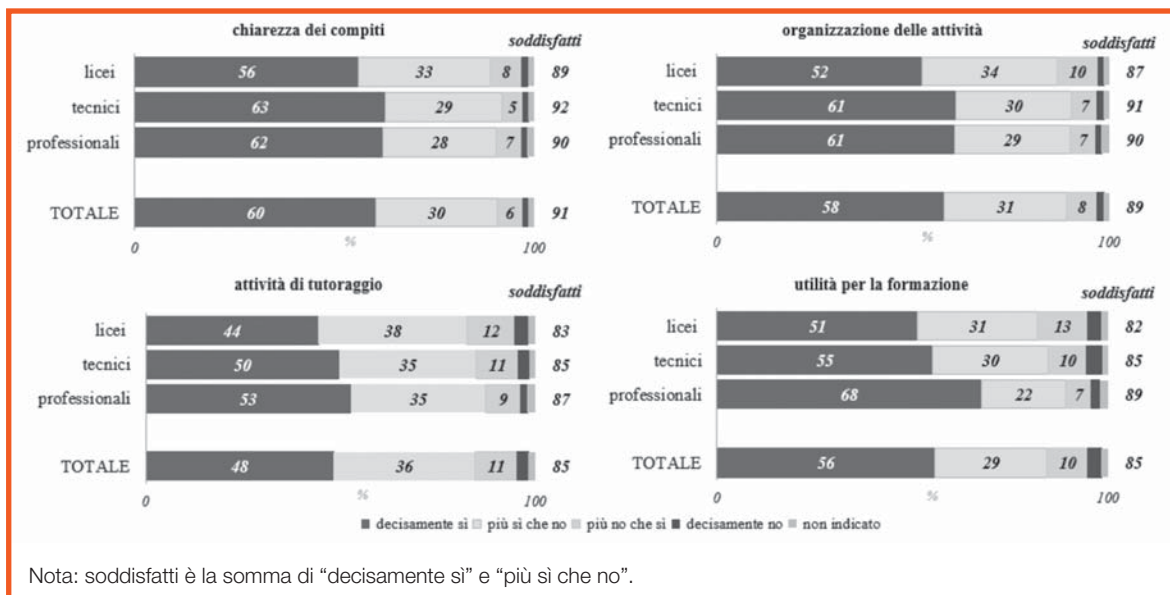 chiarezza dei compiti
soddisfatti
licei 56 33 8 89
tecnici 63 29 5 92
professionali 62 28 7 90
TOTALE 60 30 6 91
0 % 100
organizzazione delle attività
soddisfatti
licei 52 34 10 87
tecnici 61 30 7 91
professionali 61 29 7 90
TOTALE 58 31 8 89
0 % 100
attività di tutoraggio
soddisfatti
licei 44 38 12 83
tecnici 50 35 11 85
professionali 53 35 9 87
TOTALE 48 36 11 85
0 % 100
utilità per la formazione
soddisfatti
licei 51 31 13 82
tecnici 55 30 10 85
professionali 68 22 7 89
TOTALE 56 29 10 85
0 % 100
decisamente sì più sì che no più no che sì decisamente no non indicato
Nota: soddisfatti è la somma di “decisamente sì” e “più sì che no”.